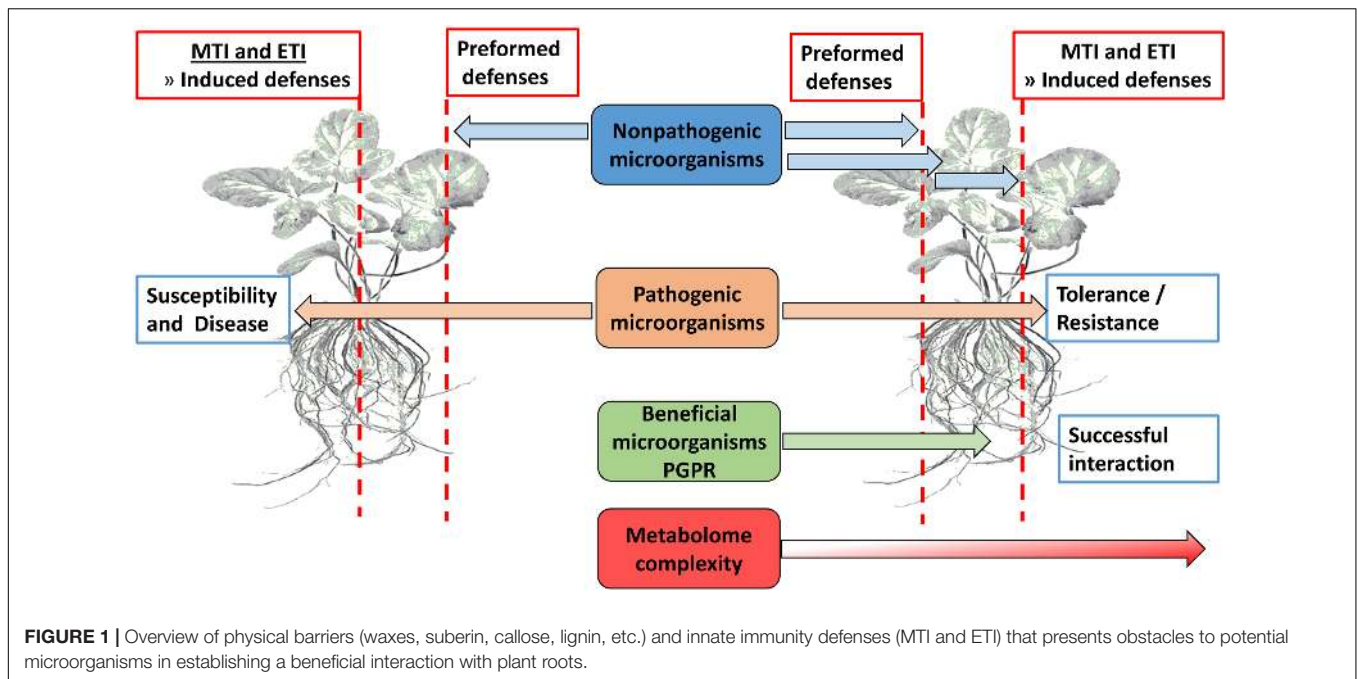 MTI and ETI
» Induced defenses
Preformed
defenses
Preformed
defenses
MTI and ETI
» Induced defenses
Nonpathogenic
microorganisms
Susceptibility
and Disease
Pathogenic
microorganisms
Tolerance /
Resistance
Beneficial
microorganisms
PGPR
Successful
interaction
Metabolome
complexity
FIGURE 1 | Overview of physical barriers (waxes, suberin, callose, lignin, etc.) and innate immunity defenses (MTI and ETI) that presents obstacles to potential
microorganisms in establishing a beneficial interaction with plant roots.